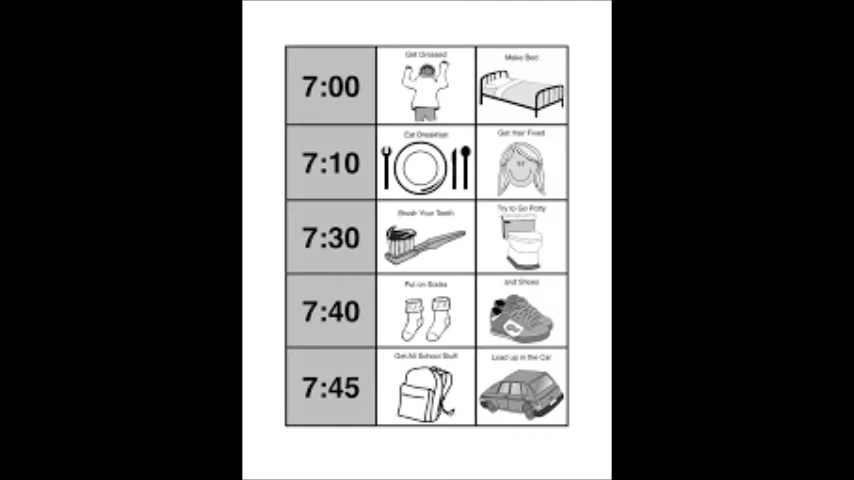 7:00
Get Dressed
Make Bed
7:10
Eat Breakfast
Get Hair Fixed
7:30
Brush Your Teeth
Try to Go Potty
7:40
Put on Socks
and Shoes
7:45
Get All School Stuff
Load up in the Car